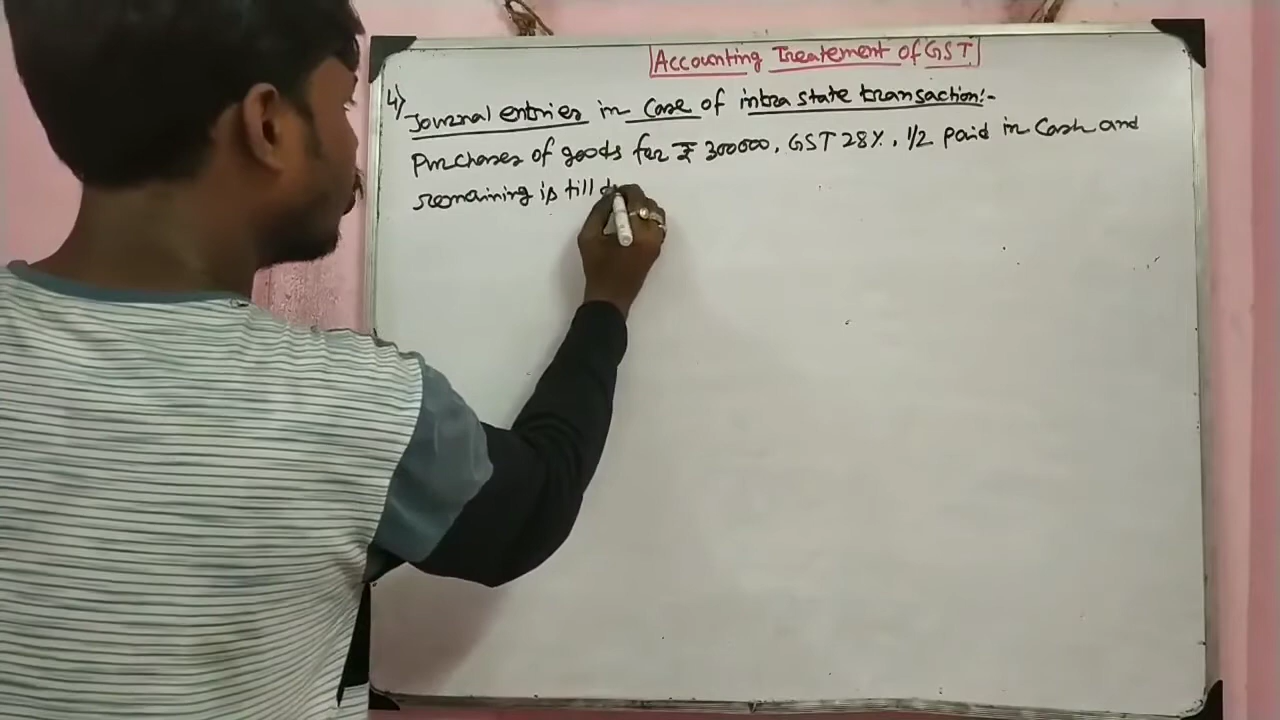 Accounting Treatement of GST
4) Journal entries in Case of intra state transaction:-
Purchases of goods for ₹ 300000, GST 28%, 1/2 paid in Cash and
remaining is till